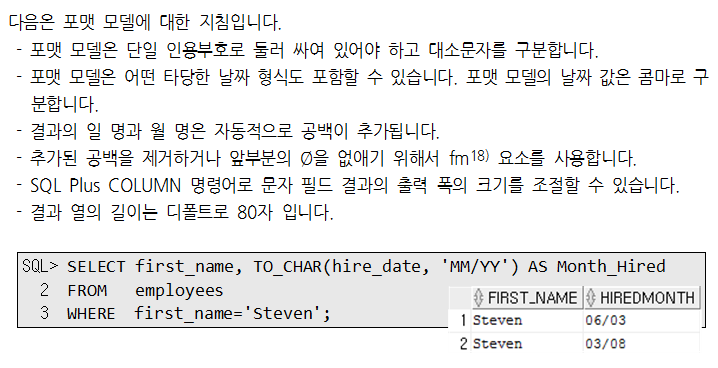 다음은 포맷 모델에 대한 지침입니다.
- 포맷 모델은 단일 인용부호로 둘러 싸여 있어야 하고 대소문자를 구분합니다.
- 포맷 모델은 어떤 타당한 날짜 형식도 포함할 수 있습니다. 포맷 모델의 날짜 값은 콤마로 구
분합니다.
- 결과의 일 명과 월 명은 자동적으로 공백이 추가됩니다.
- 추가된 공백을 제거하거나 앞부분의 Ø을 없애기 위해서 fm18) 요소를 사용합니다.
- SQL Plus COLUMN 명령어로 문자 필드 결과의 출력 폭의 크기를 조절할 수 있습니다.
- 결과 열의 길이는 디폴트로 80자 입니다.
SQL> SELECT first_name, TO_CHAR(hire_date, 'MM/YY') AS Month_Hired
2 FROM employees
3 WHERE first_name='Steven';
FIRST_NAME HIREDMONTH
1 Steven 06/03
2 Steven 03/08